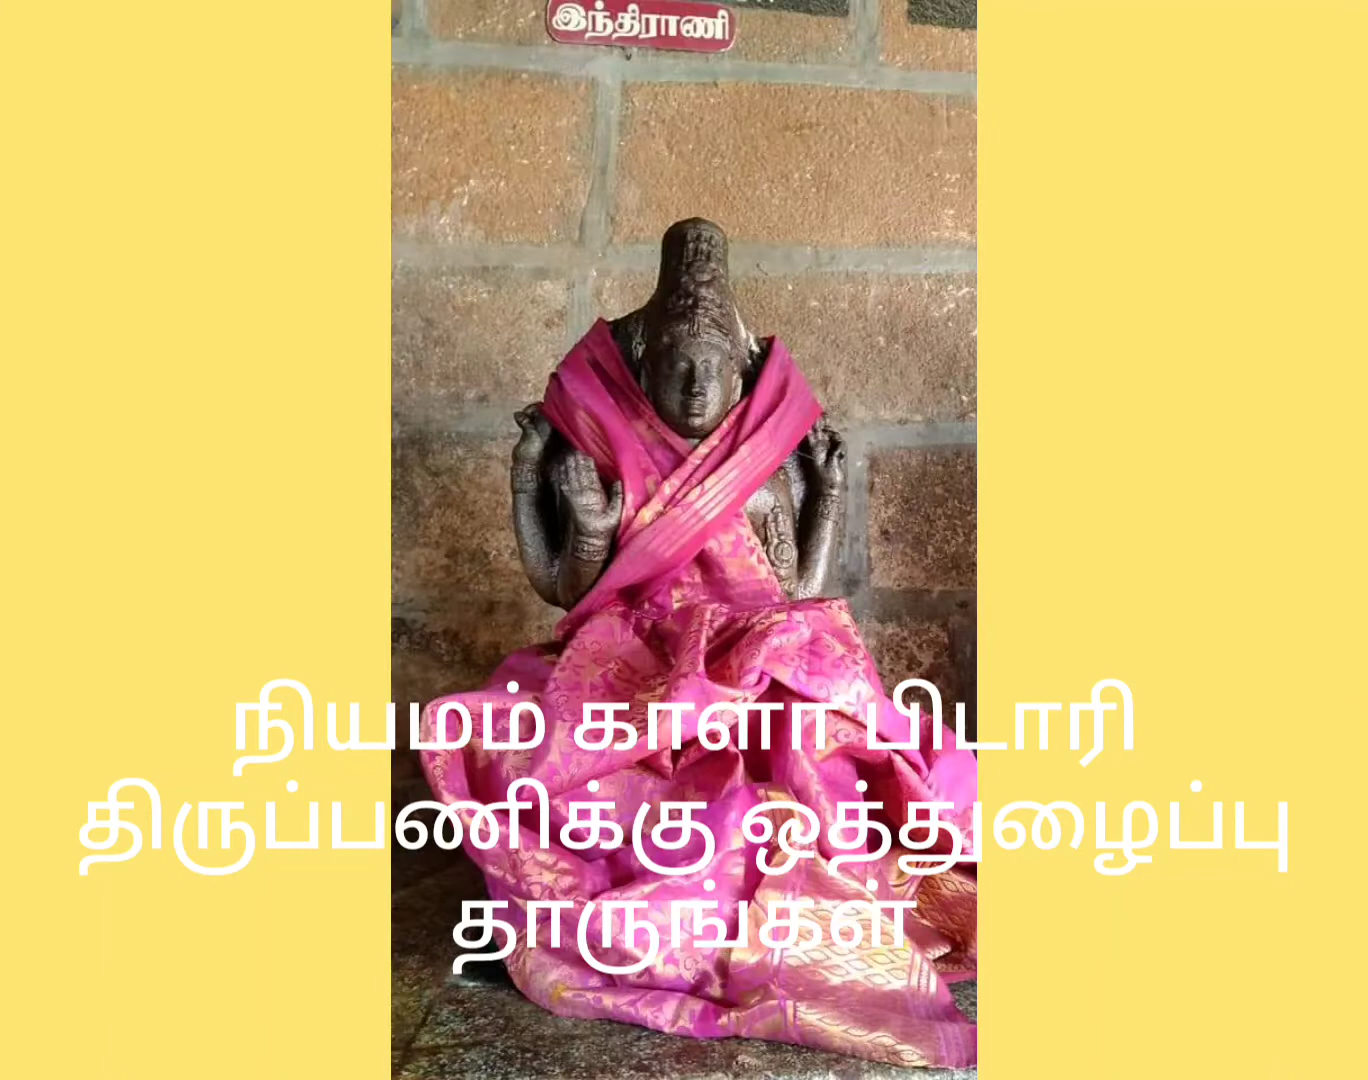 இந்திராணி
நியமம் காளா பிடாரி
திருப்பணிக்கு ஒத்துழைப்பு
தாருங்கள்